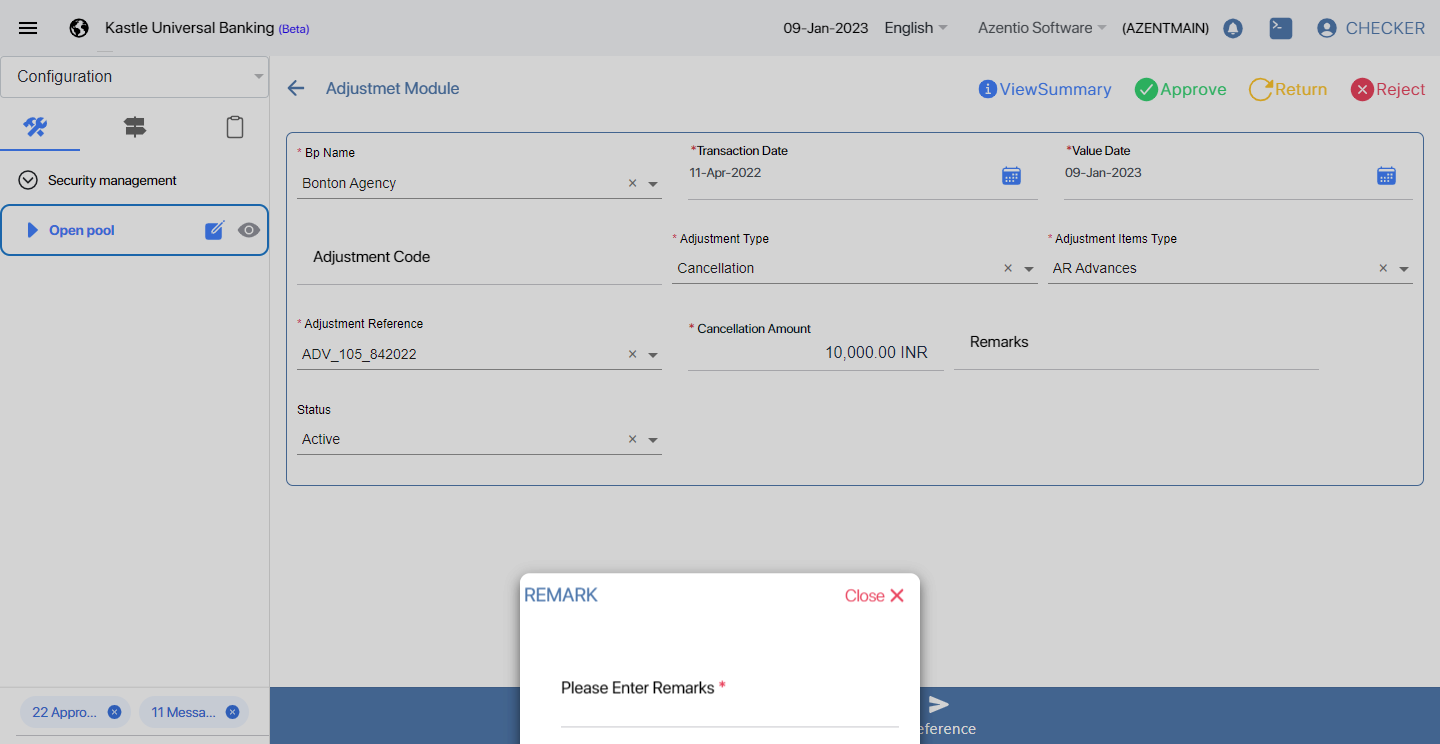 Kastle Universal Banking (Beta)
09-Jan-2023
English
Azentio Software
(AZENTMAIN)
CHECKER
Configuration
Adjustmet Module
ViewSummary
Approve
Return
Reject
Security management
Open pool
* Bp Name
Bonton Agency
*Transaction Date
11-Apr-2022
*Value Date
09-Jan-2023
Adjustment Code
* Adjustment Type
Cancellation
* Adjustment Items Type
AR Advances
* Adjustment Reference
ADV_105_842022
* Cancellation Amount
10,000.00 INR
Remarks
Status
Active
REMARK
Close
Please Enter Remarks *
22 Appro...
11 Messa...
eference